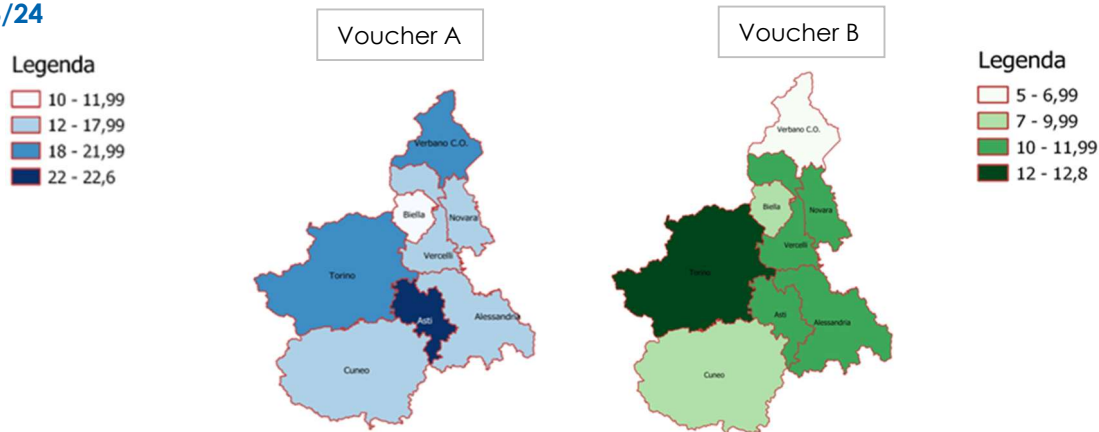 /24
Voucher A
Voucher B
Legenda
10 - 11,99
12 - 17,99
18 - 21,99
22 - 22,6
Verbano C.O.
Biella
Novara
Vercelli
Torino
Asti
Alessandria
Cuneo
Legenda
5 - 6,99
7 - 9,99
10 - 11,99
12 - 12,8
Verbano C.O.
Biella
Novara
Vercelli
Torino
Asti
Alessandria
Cuneo